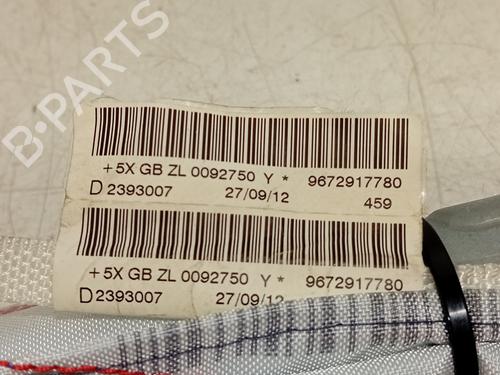 B-PARTS
+5X GB ZL 0092750 Y * 9672917780
D 2393007 27/09/12 459
+5X GB ZL 0092750 Y * 9672917780
D 2393007 27/09/12